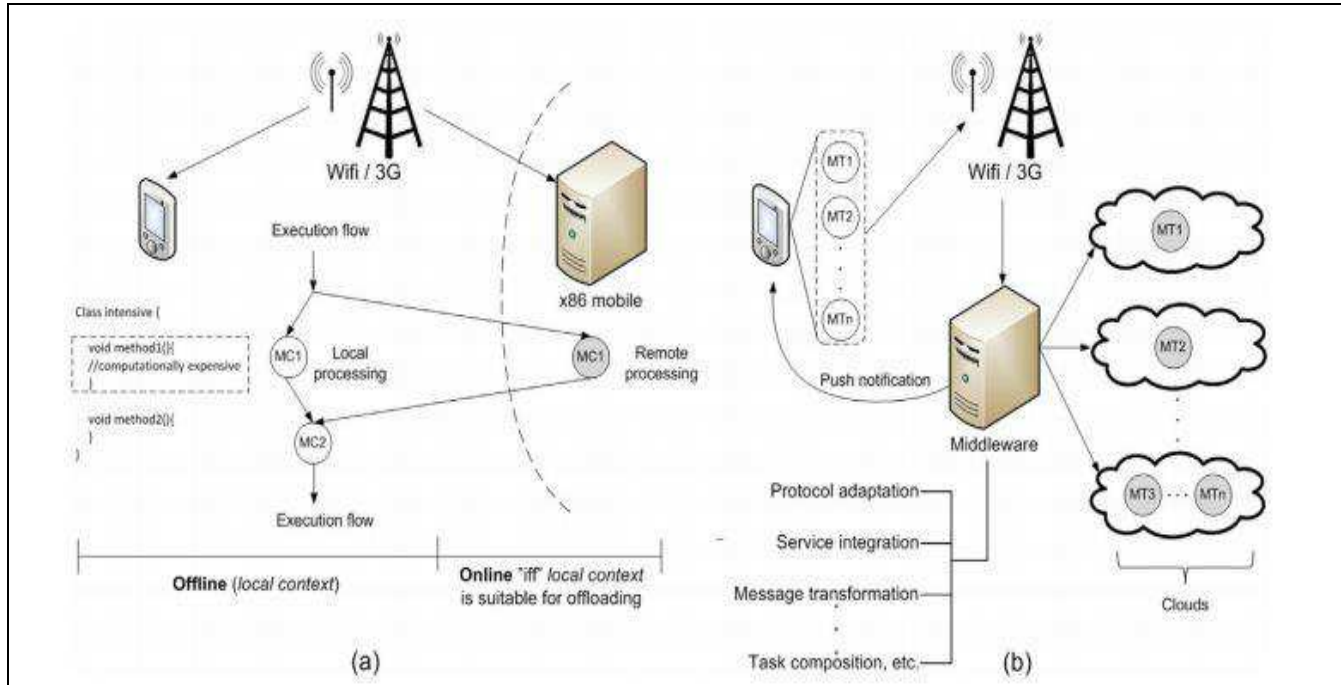 Wifi / 3G
Execution flow
x86 mobile
Class intensive {
void method1(){
//computationally expensive
}
void method2(){
}
}
MC1
Local
processing
MC1
Remote
processing
MC2
Execution flow
Offline (local context)
Online "iff" local context
is suitable for offloading
(a)
Wifi / 3G
MT1
MT2
MTn
Push notification
Middleware
MT1
MT2
MT3 ... MTn
Clouds
Protocol adaptation
Service integration
Message transformation
Task composition, etc.
(b)